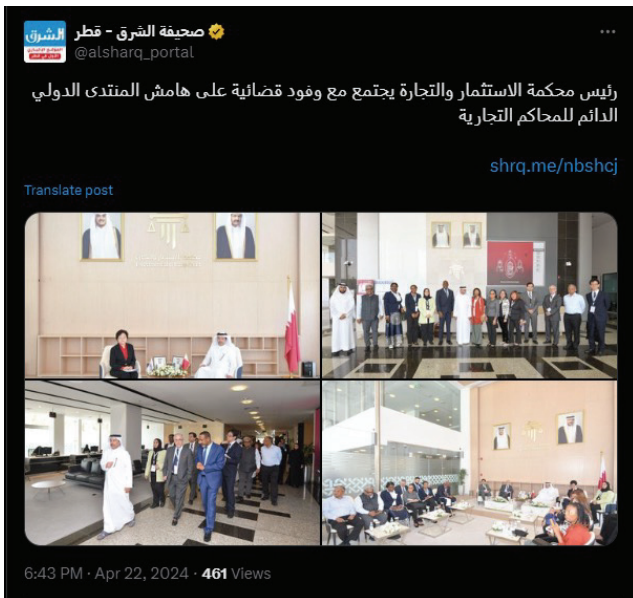 صحيفة الشرق - قطر
@alsharq_portal
رئيس محكمة الاستثمار والتجارة يجتمع مع وفود قضائية على هامش المنتدى الدولي
الدائم للمحاكم التجارية
shrq.me/nbshcj
Translate post
6:43 PM · Apr 22, 2024 · 461 Views